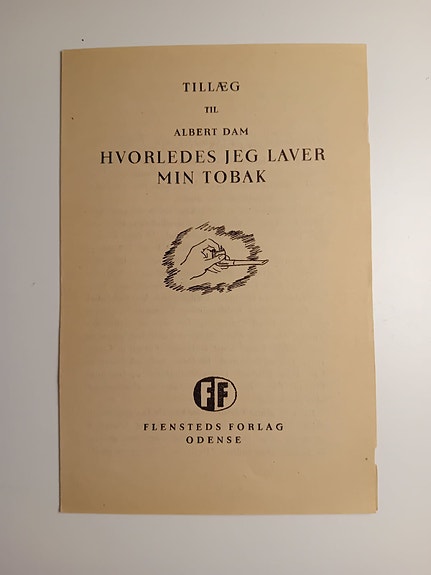 TILLÆG
TIL
ALBERT DAM
HVORLEDES JEG LAVER
MIN TOBAK
FF
FLENSTEDS FORLAG
ODENSE